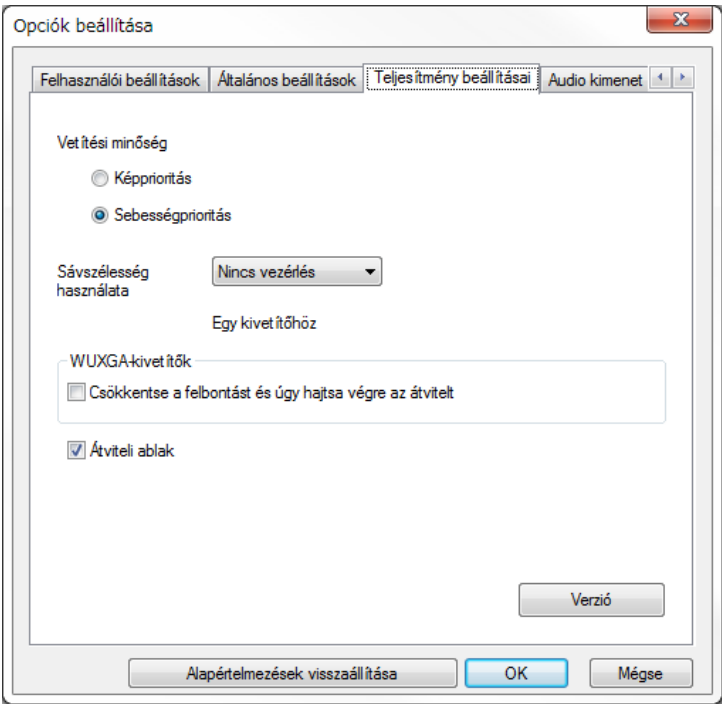 Opciók beállítása
Felhasználói beállítások Általános beállítások Teljesítmény beállításai Audio kimenet
Vetítési minőség
Képprioritás
Sebességprioritás
Sávszélesség
használata
Nincs vezérlés
Egy kivetítőhöz
WUXGA-kivetítők
Csökkentse a felbontást és úgy hajtsa végre az átvitelt
Átviteli ablak
Verzió
Alapértelmezések visszaállítása OK Mégse